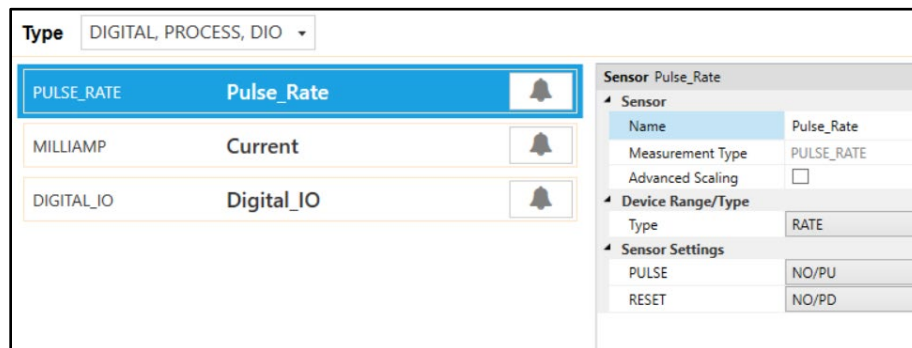 Type DIGITAL, PROCESS, DIO
PULSE_RATE Pulse_Rate
MILLIAMP Current
DIGITAL_IO Digital_IO
Sensor Pulse_Rate
Sensor
Name Pulse_Rate
Measurement Type PULSE_RATE
Advanced Scaling
Device Range/Type
Type RATE
Sensor Settings
PULSE NO/PU
RESET NO/PD